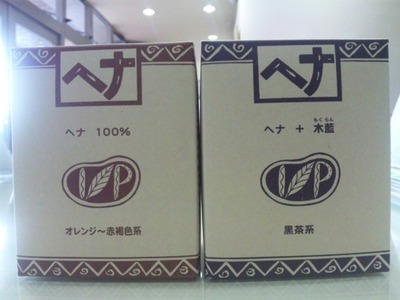 ヘナ
ヘナ 100%
オレンジ〜赤褐色系
ヘナ
もくらん
ヘナ + 木藍
黒茶系